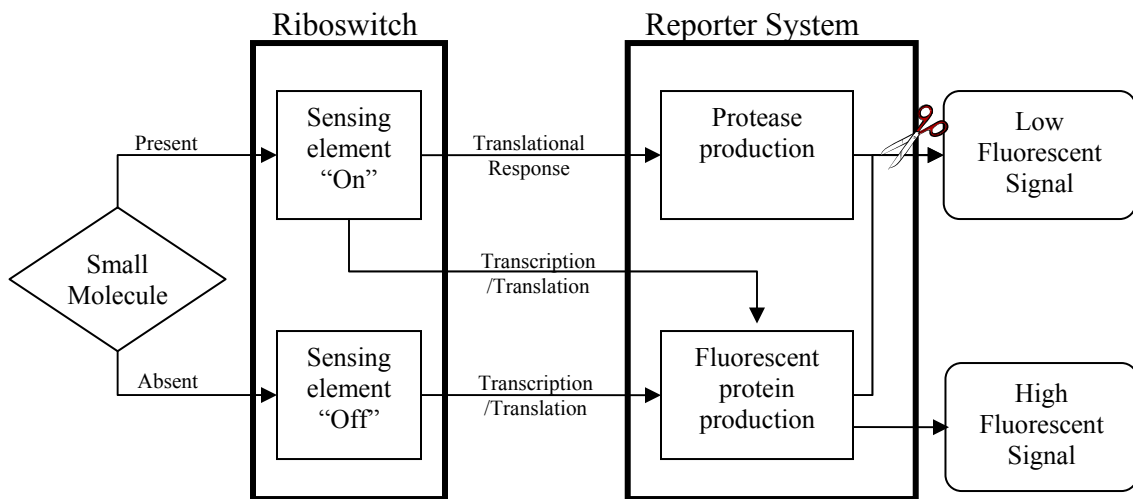 Riboswitch
Reporter System
Present
Sensing
element
“On”
Translational
Response
Protease
production
Low
Fluorescent
Signal
Small
Molecule
Transcription
/Translation
Absent
Sensing
element
“Off”
Transcription
/Translation
Fluorescent
protein
production
High
Fluorescent
Signal